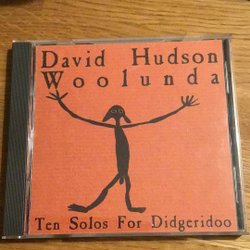 David Hudson
Woolunda
Ten Solos For Didgeridoo